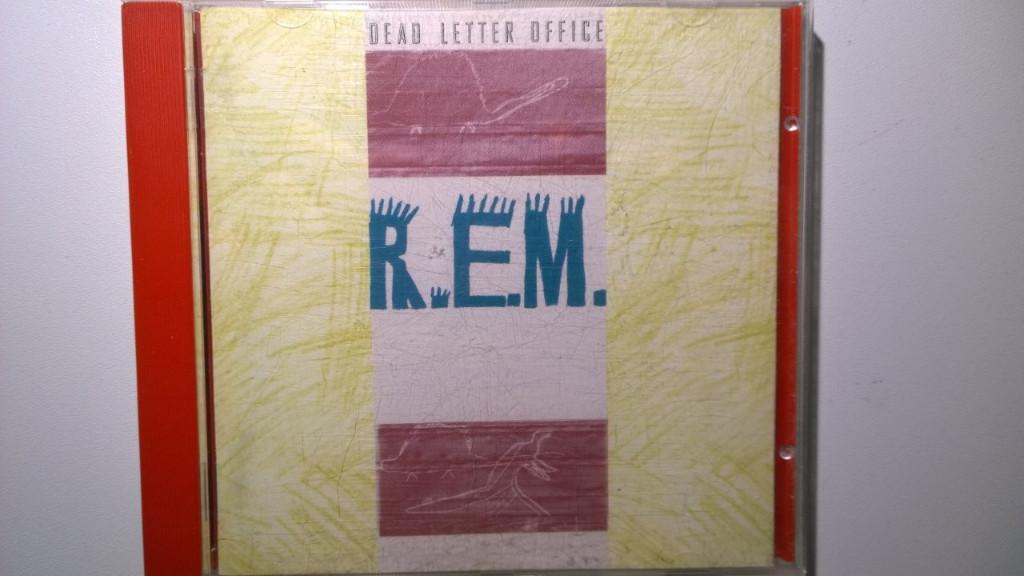 DEAD LETTER OFFICE
R.E.M.